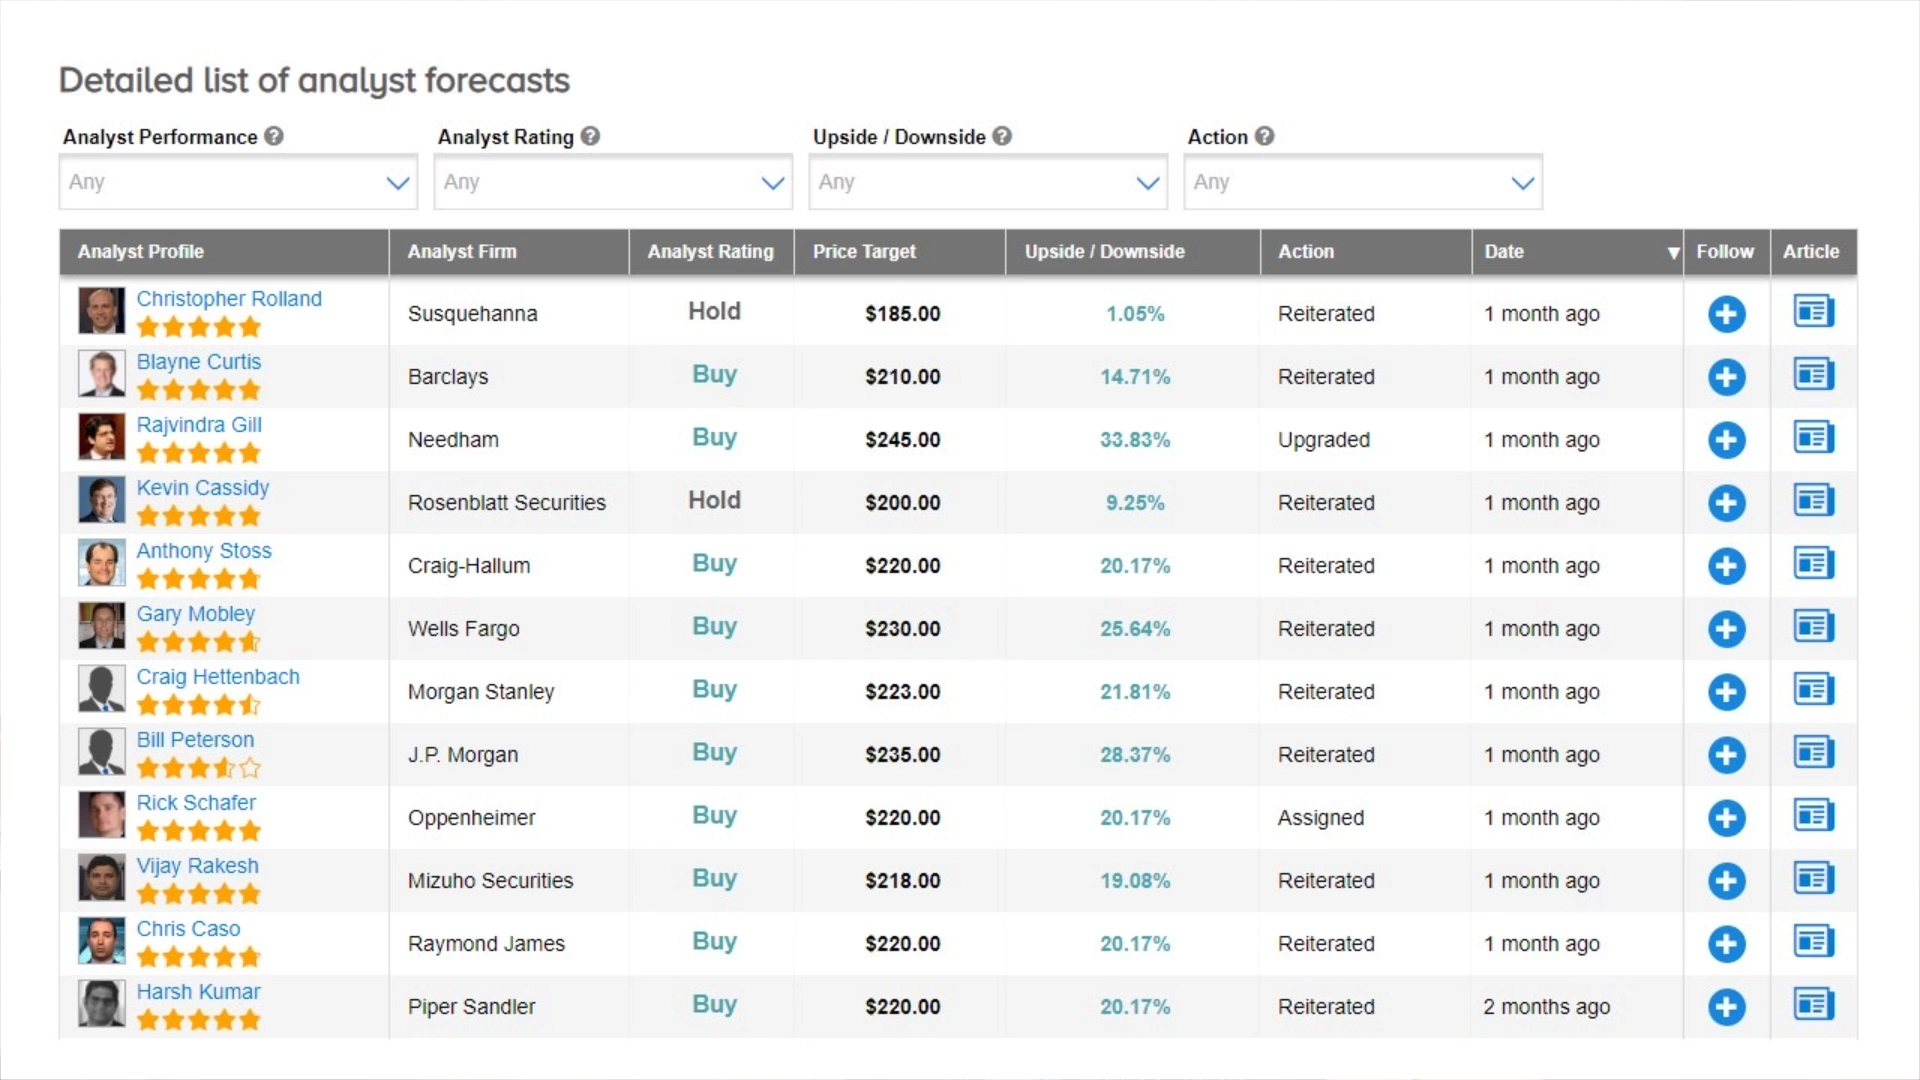 Detailed list of analyst forecasts
Analyst Performance ? Analyst Rating ? Upside / Downside ? Action ?
Any Any Any Any
Analyst Profile Analyst Firm Analyst Rating Price Target Upside / Downside Action Date ▼ Follow Article
Christopher Rolland Susquehanna Hold $185.00 1.05% Reiterated 1 month ago
Blayne Curtis Barclays Buy $210.00 14.71% Reiterated 1 month ago
Rajvindra Gill Needham Buy $245.00 33.83% Upgraded 1 month ago
Kevin Cassidy Rosenblatt Securities Hold $200.00 9.25% Reiterated 1 month ago
Anthony Stoss Craig-Hallum Buy $220.00 20.17% Reiterated 1 month ago
Gary Mobley Wells Fargo Buy $230.00 25.64% Reiterated 1 month ago
Craig Hettenbach Morgan Stanley Buy $223.00 21.81% Reiterated 1 month ago
Bill Peterson J.P. Morgan Buy $235.00 28.37% Reiterated 1 month ago
Rick Schafer Oppenheimer Buy $220.00 20.17% Assigned 1 month ago
Vijay Rakesh Mizuho Securities Buy $218.00 19.08% Reiterated 1 month ago
Chris Caso Raymond James Buy $220.00 20.17% Reiterated 1 month ago
Harsh Kumar Piper Sandler Buy $220.00 20.17% Reiterated 2 months ago